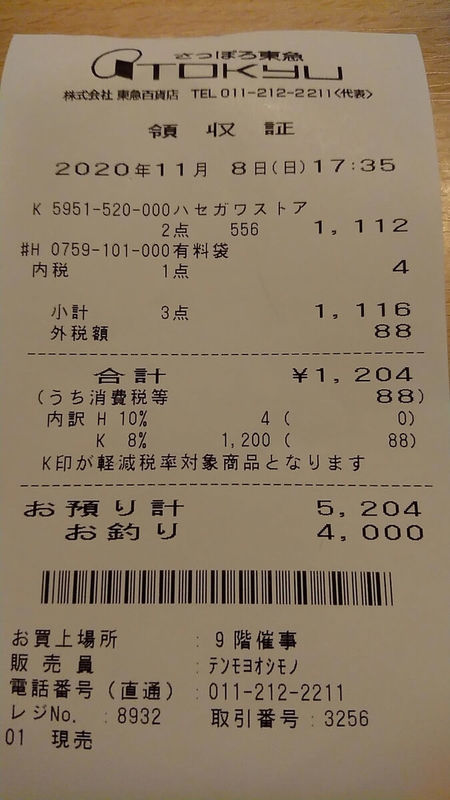 さっぽろ東急
TOKYU
株式会社 東急百貨店 TEL 011-212-2211<代表>
領収証
2020年11月 8日(日)17:35
K 5951-520-000ハセガワストア
2点 556 1,112
#H 0759-101-000有料袋
内税 1点 4
小計 3点 1,116
外税額 88
合計 ¥1,204
(うち消費税等 88)
内訳 H 10% 4 ( 0)
K 8% 1,200 ( 88)
K印が軽減税率対象商品となります
お預り計 5,204
お釣り 4,000
お買上場所 : 9階催事
販売員 : テンモヨオシモノ
電話番号(直通) : 011-212-2211
レジNo. : 8932 取引番号 : 3256
01 現売